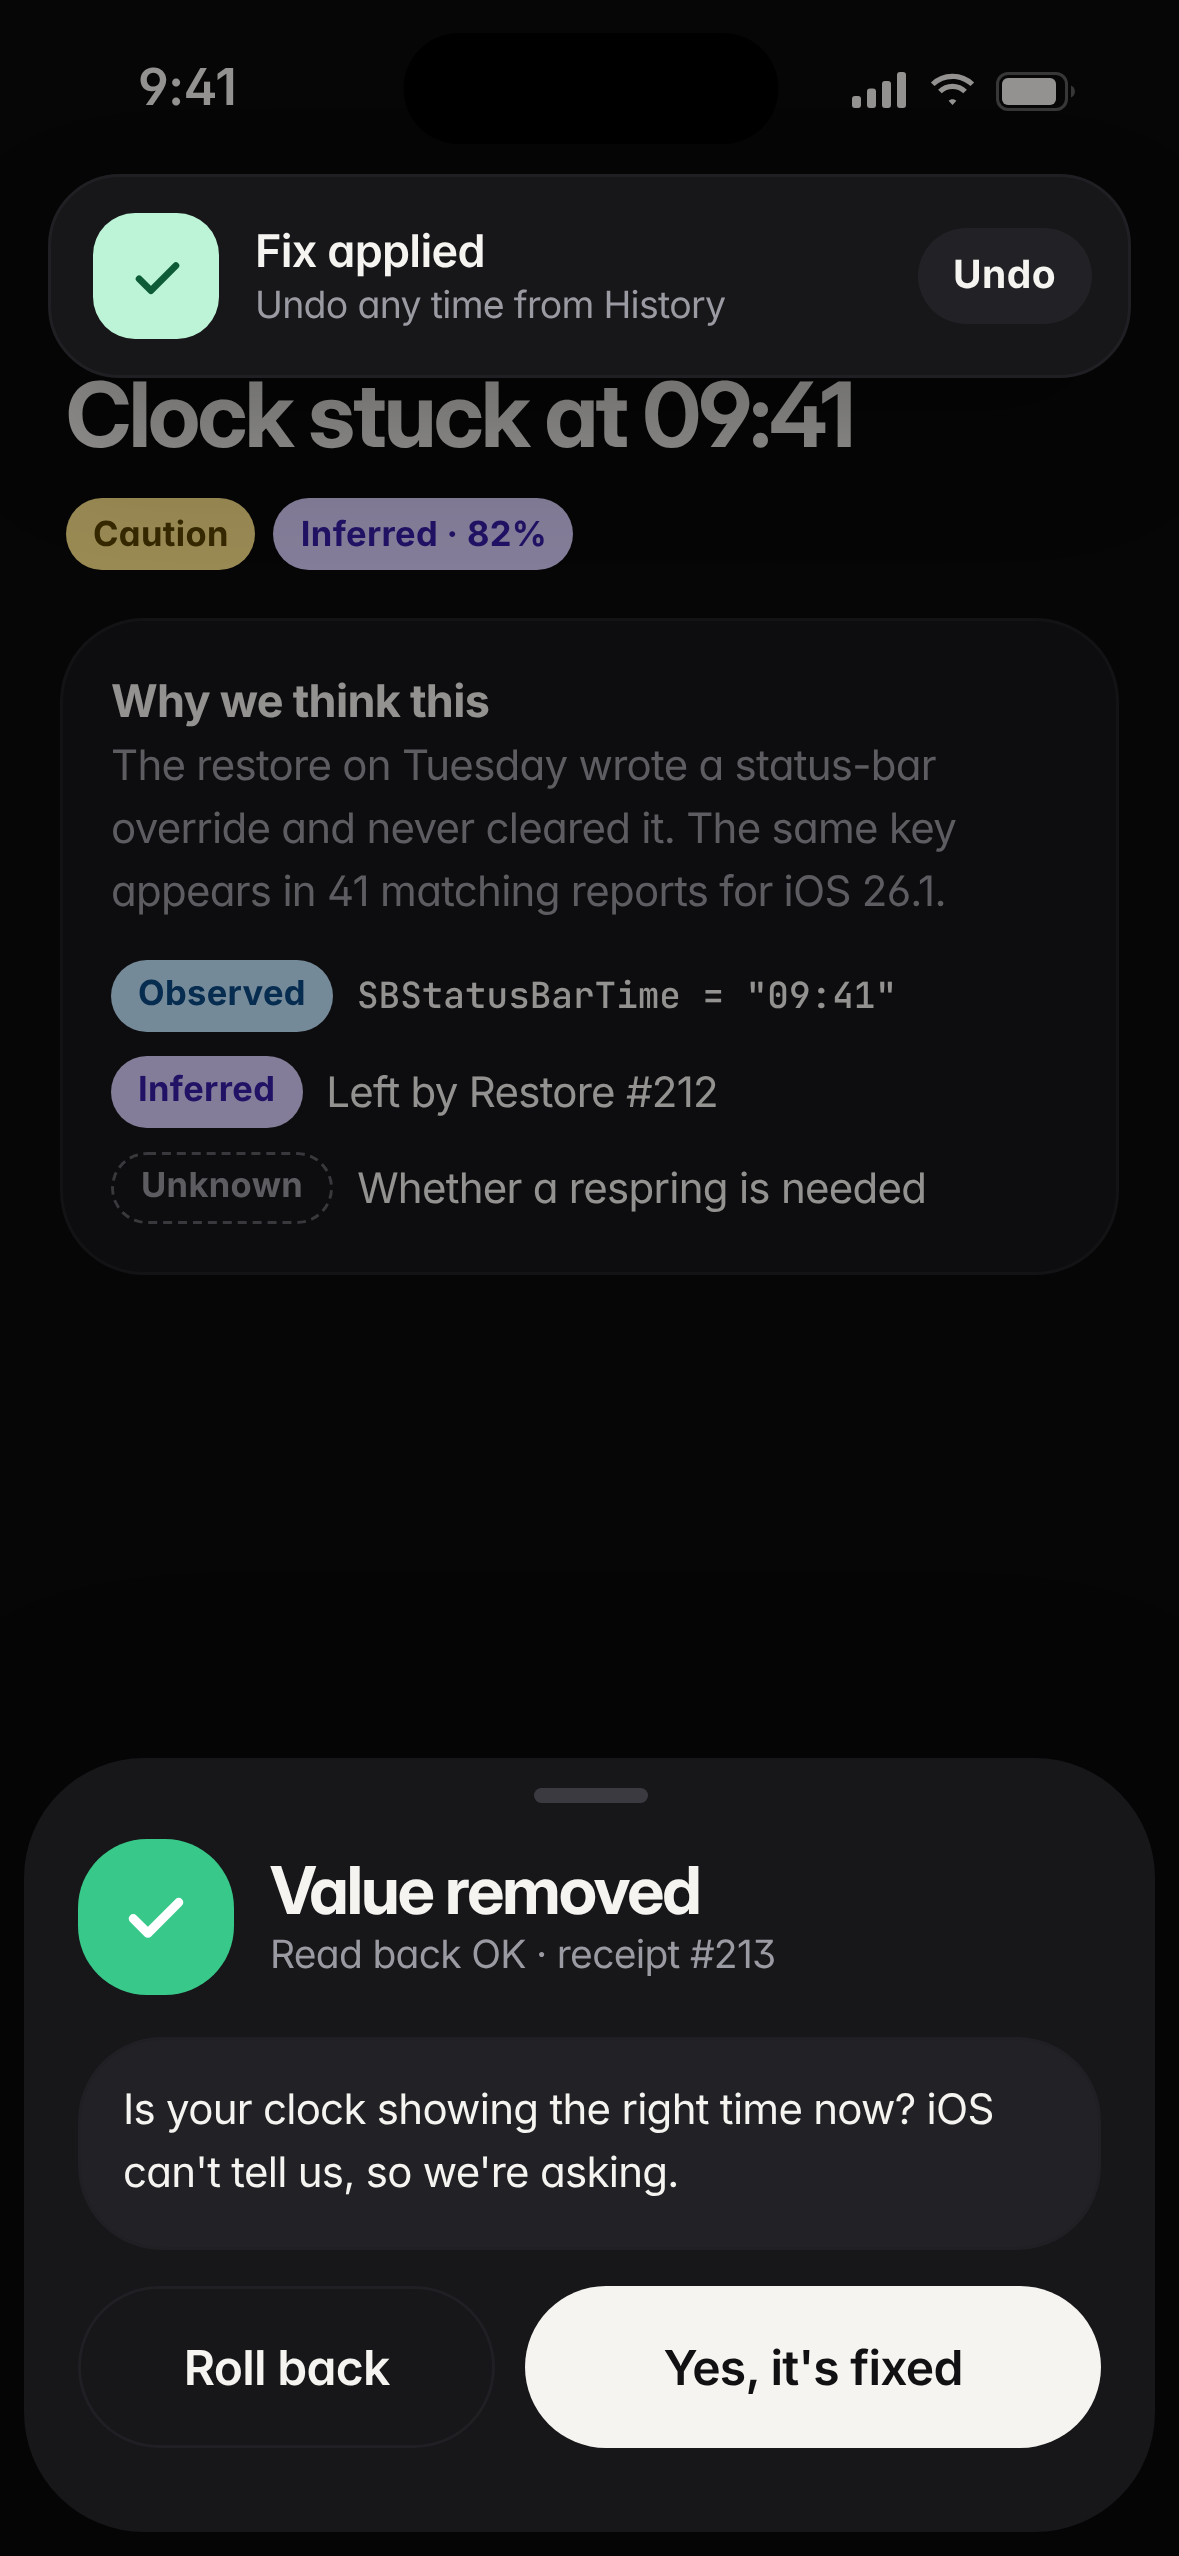 9:41
Fix applied
Undo any time from History
Undo
Clock stuck at 09:41
Caution
Inferred · 82%
Why we think this
The restore on Tuesday wrote a status-bar
override and never cleared it. The same key
appears in 41 matching reports for iOS 26.1.
Observed SBStatusBarTime = "09:41"
Inferred Left by Restore #212
Unknown Whether a respring is needed
Value removed
Read back OK · receipt #213
Is your clock showing the right time now? iOS
can't tell us, so we're asking.
Roll back
Yes, it's fixed